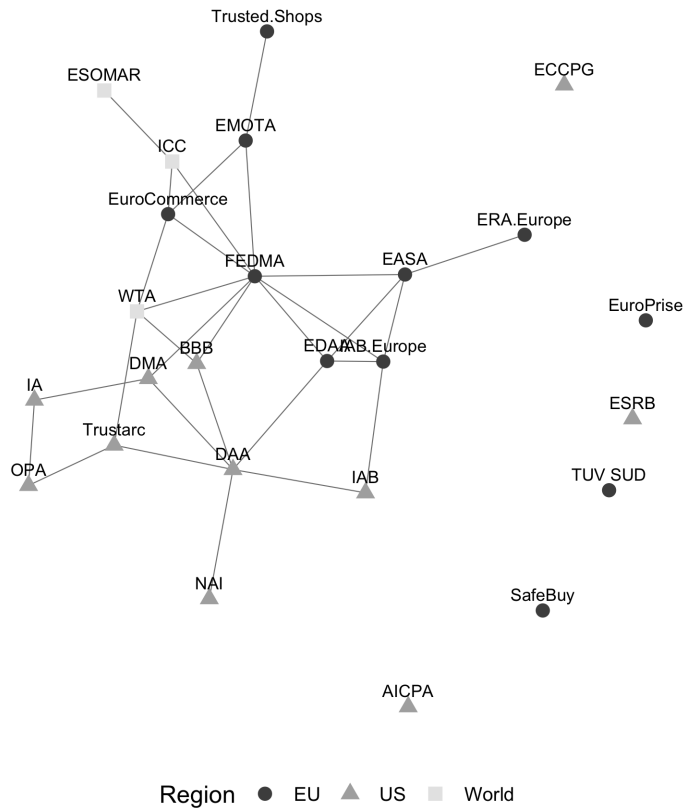 Trusted.Shops
ECCPG
ESOMAR
EMOTA
ICC
EuroCommerce
ERA.Europe
FEDMA
EASA
WTA
EuroPrise
BBB
EDAA
IAB.Europe
DMA
IA
ESRB
Trustarc
DAA
OPA
IAB
TUV SUD
NAI
SafeBuy
AICPA
Region EU US World